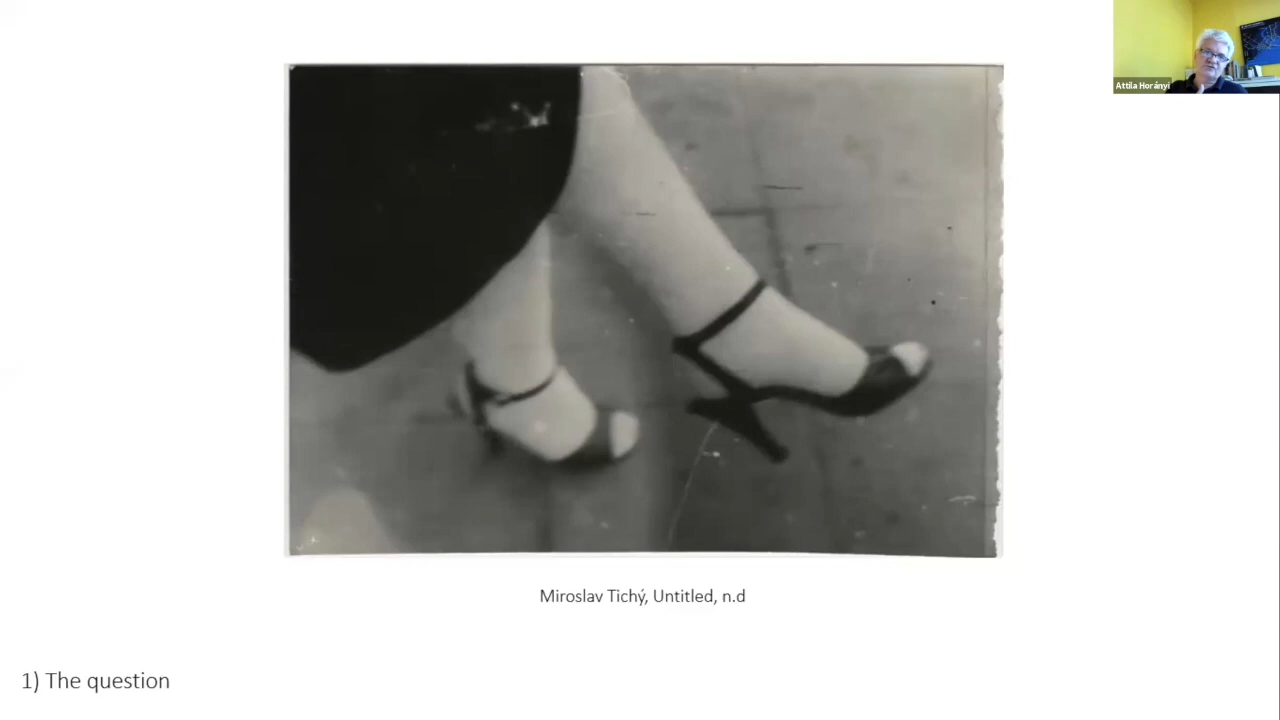 Attila Horányi
Miroslav Tichý, Untitled, n.d
1) The question